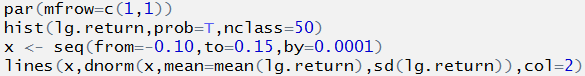 par(mfrow=c(1,1))
hist(lg.return,prob=T,nclass=50)
x <- seq(from=-0.10,to=0.15,by=0.0001)
lines(x,dnorm(x,mean=mean(lg.return),sd(lg.return)),col=2)